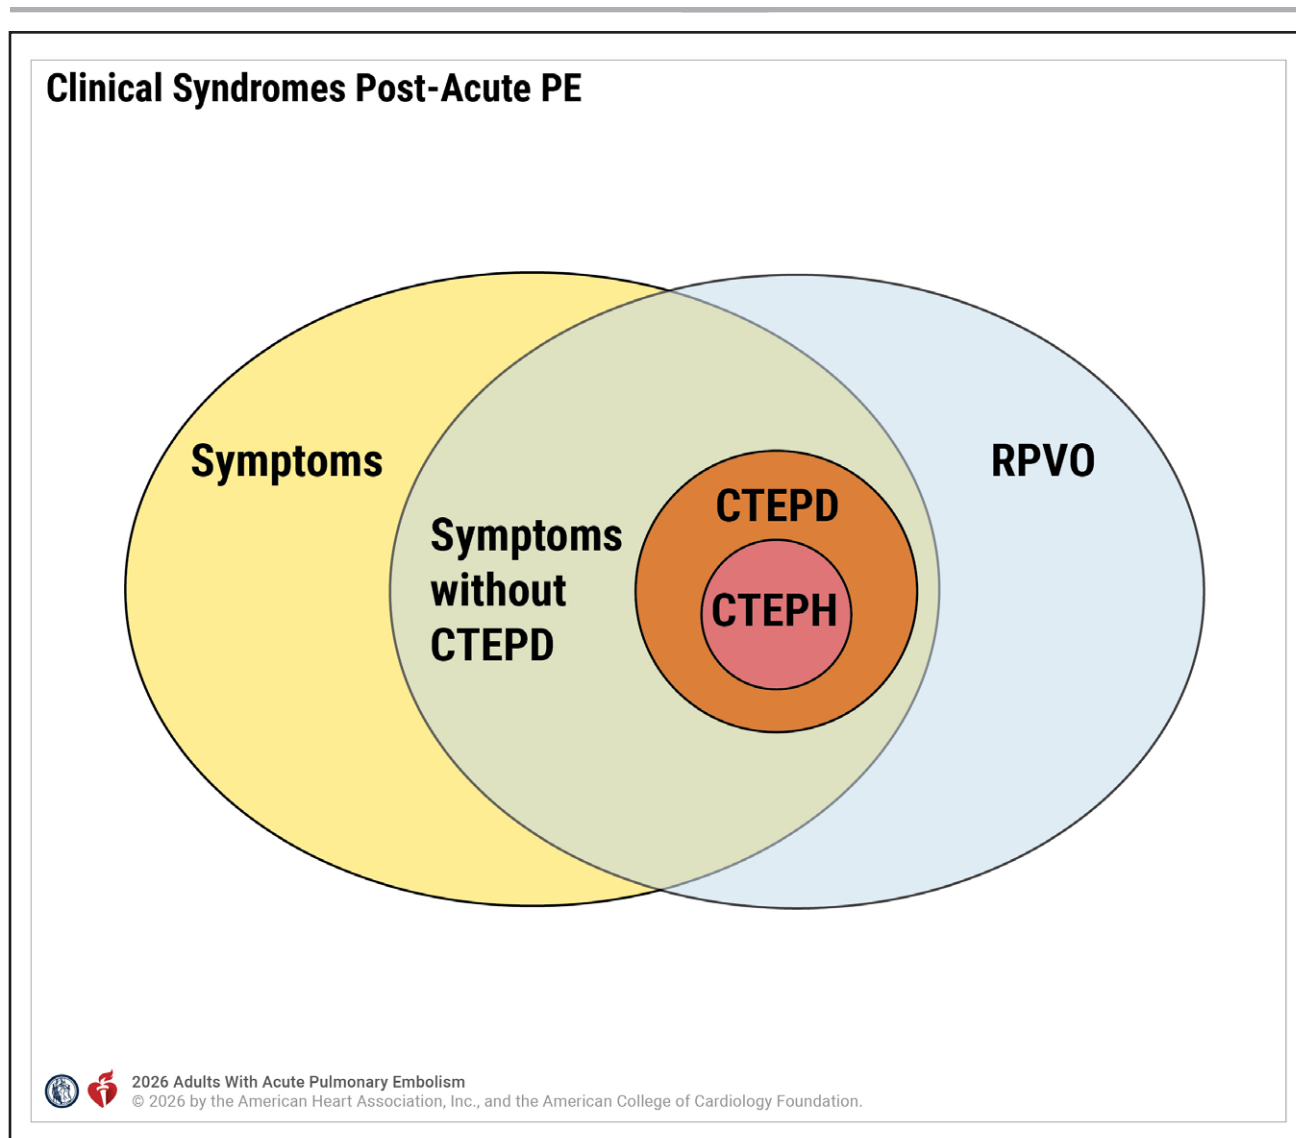 Clinical Syndromes Post-Acute PE
Symptoms
RPVO
CTEPD
Symptoms
without
CTEPD
CTEPH
2026 Adults With Acute Pulmonary Embolism
© 2026 by the American Heart Association, Inc., and the American College of Cardiology Foundation.